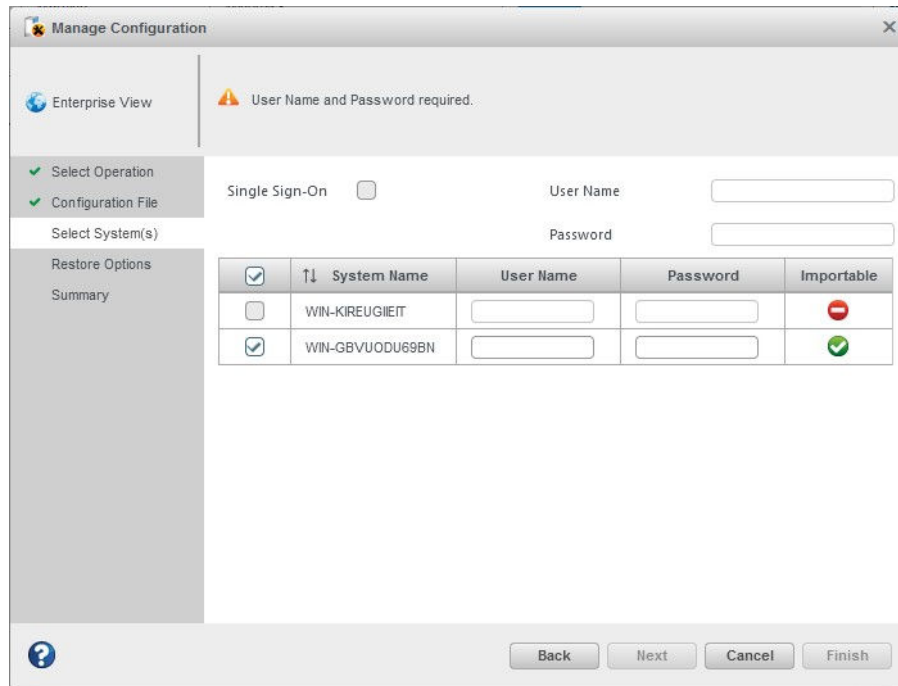 Manage Configuration
Enterprise View
User Name and Password required.
Select Operation
Configuration File
Select System(s)
Restore Options
Summary
Single Sign-On User Name
Password
System Name User Name Password Importable
WIN-KIREUGIIEIT
WIN-GBVUODU69BN
Back Next Cancel Finish